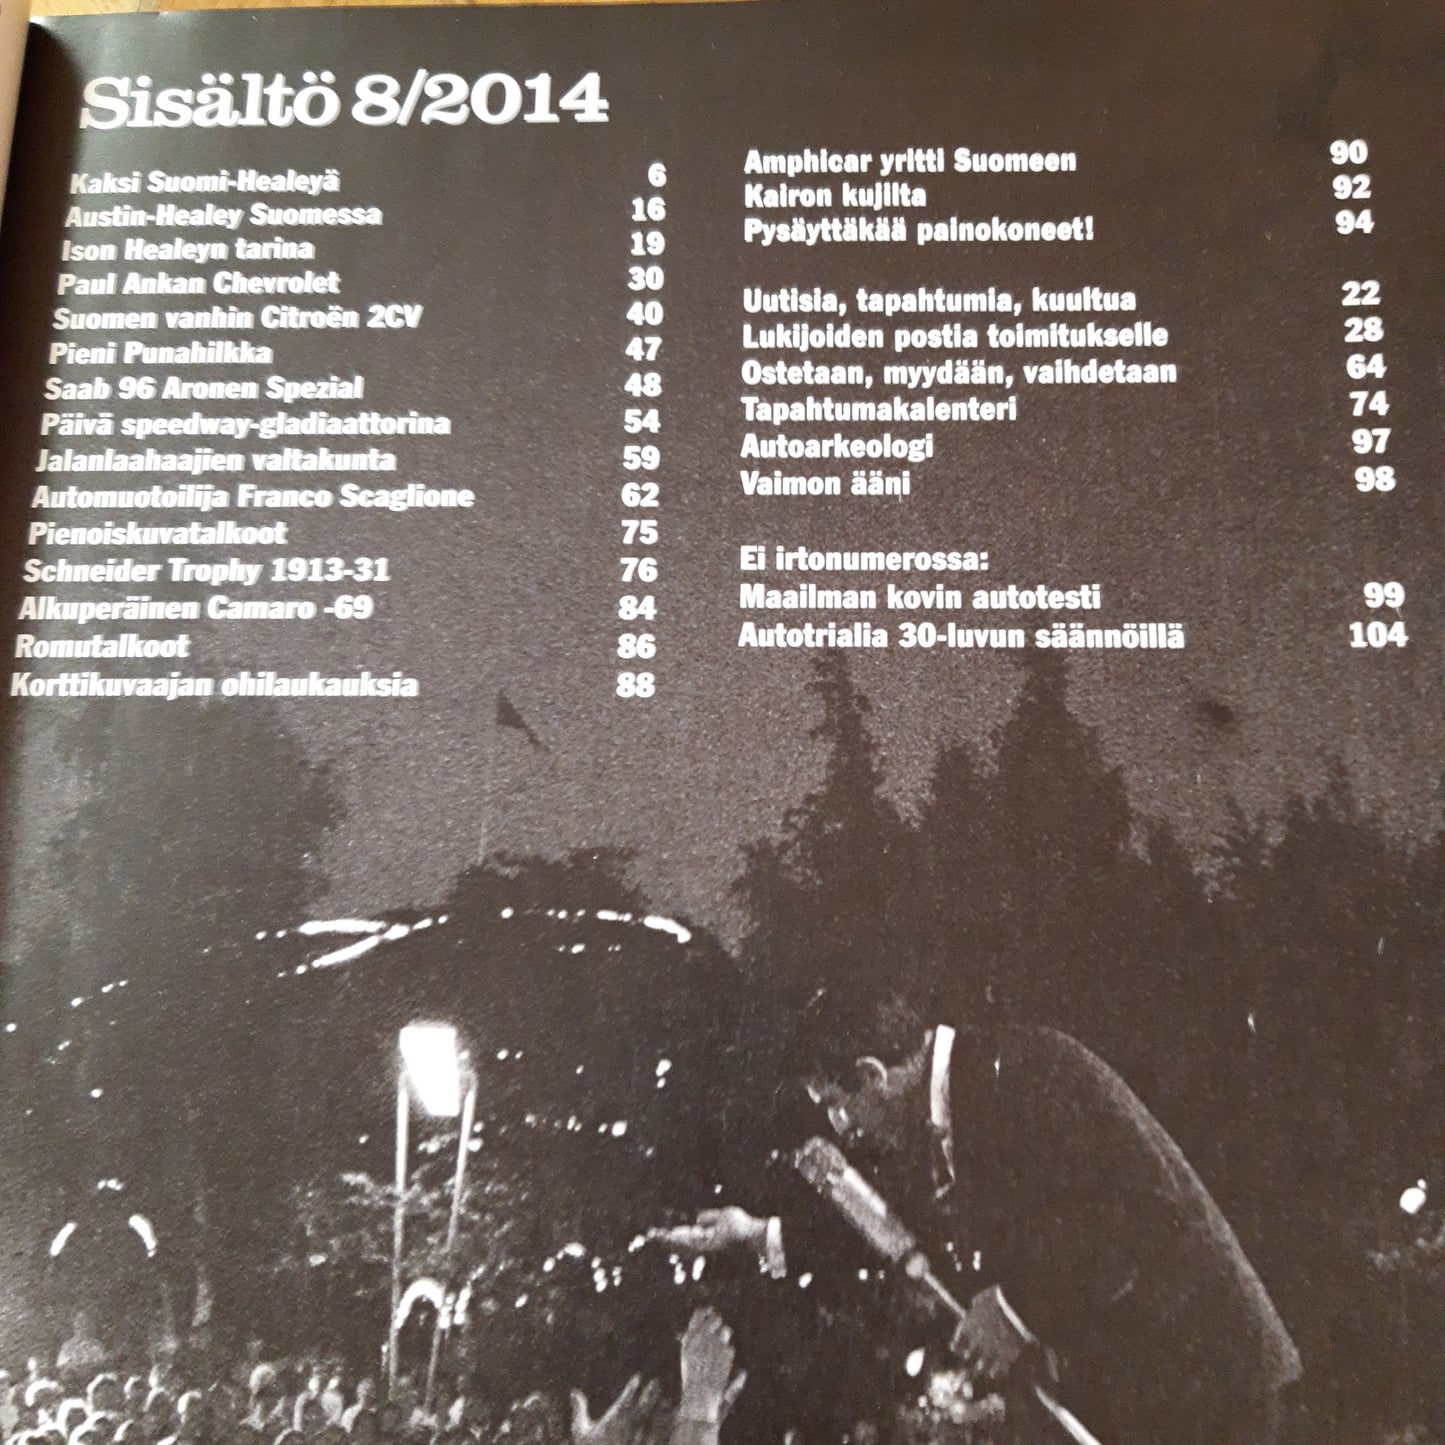 Sisältö 8/2014
Kaksi Suomi-Healeyä 6
Austin-Healey Suomessa 16
Ison Healeyn tarina 19
Paul Ankan Chevrolet 30
Suomen vanhin Citroën 2CV 40
Pieni Punahilkka 47
Saab 96 Aronen Spezial 48
Päivä speedway-gladiaattorina 54
Jalanlaahaajien valtakunta 59
Automuotoilija Franco Scaglione 62
Pienoiskuvatalkoot 75
Schneider Trophy 1913-31 76
Alkuperäinen Camaro -69 84
Romutalkoot 86
Korttikuvaajan ohilaukauksia 88
Amphicar yritti Suomeen 90
Kairon kujilta 92
Pysäyttäkää painokoneet! 94
Uutisia, tapahtumia, kuultua 22
Lukijoiden postia toimitukselle 28
Ostetaan, myydään, vaihdetaan 64
Tapahtumakalenteri 74
Autoarkeologi 97
Vaimon ääni 98
Ei irtonumerossa:
Maailman kovin autotesti 99
Autotrialia 30-luvun säännöillä 104